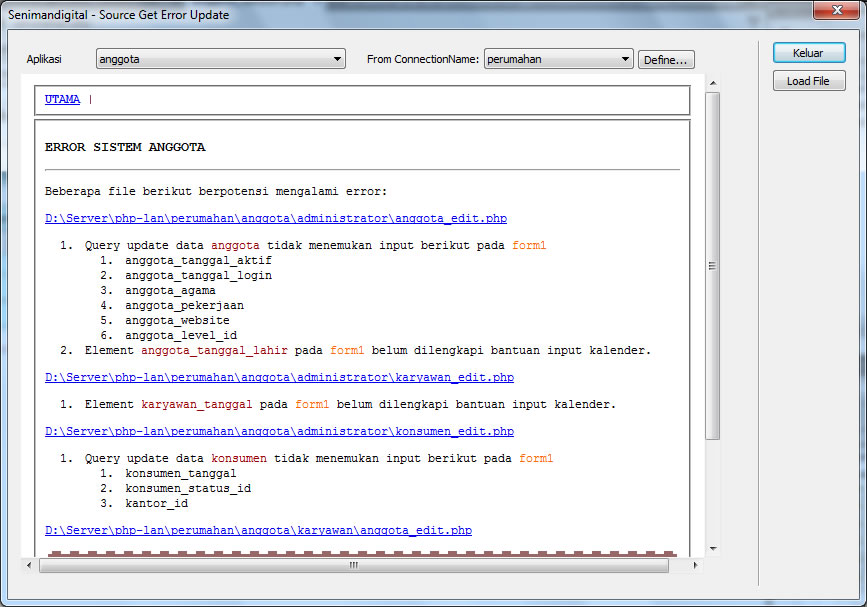 Senimandigital - Source Get Error Update
Aplikasi anggota From ConnectionName: perumahan Define... Keluar
Load File
UTAMA |
ERROR SISTEM ANGGOTA
Beberapa file berikut berpotensi mengalami error:
D:\Server\php-lan\perumahan\anggota\administrator\anggota_edit.php
1. Query update data anggota tidak menemukan input berikut pada form1
1. anggota_tanggal_aktif
2. anggota_tanggal_login
3. anggota_agama
4. anggota_pekerjaan
5. anggota_website
6. anggota_level_id
2. Element anggota_tanggal_lahir pada form1 belum dilengkapi bantuan input kalender.
D:\Server\php-lan\perumahan\anggota\administrator\karyawan_edit.php
1. Element karyawan_tanggal pada form1 belum dilengkapi bantuan input kalender.
D:\Server\php-lan\perumahan\anggota\administrator\konsumen_edit.php
1. Query update data konsumen tidak menemukan input berikut pada form1
1. konsumen_tanggal
2. konsumen_status_id
3. kantor_id
D:\Server\php-lan\perumahan\anggota\karyawan\anggota_edit.php